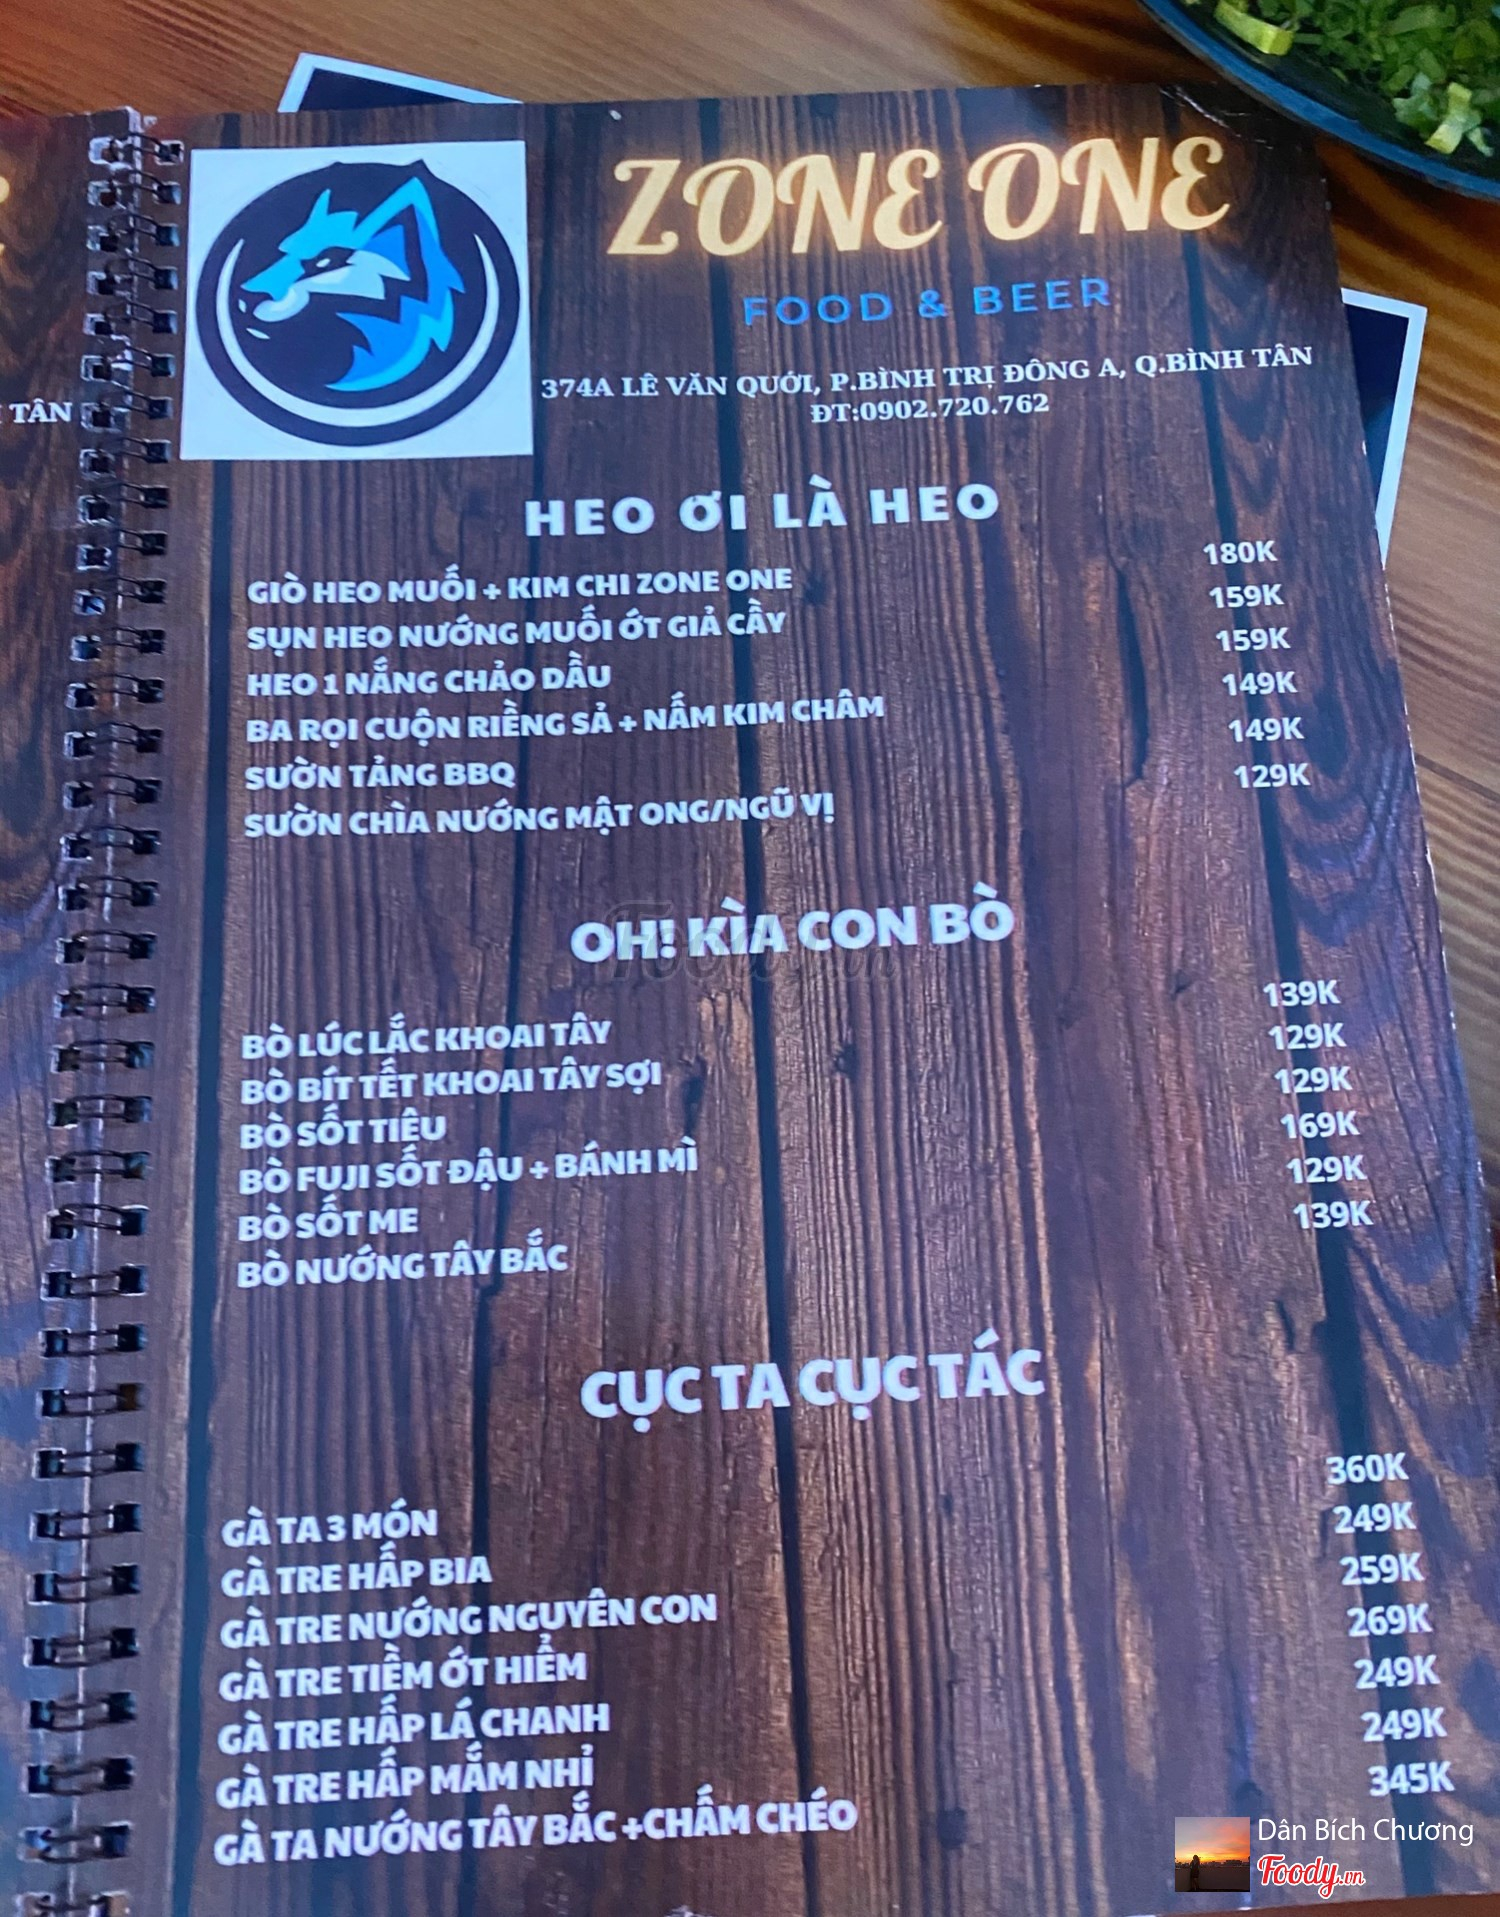 ZONE ONE
FOOD & BEER
374A LÊ VĂN QUỚI, P.BÌNH TRỊ ĐÔNG A, Q.BÌNH TÂN
ĐT:0902.720.762
TÂN
HEO ƠI LÀ HEO
GIÒ HEO MUỐI + KIM CHI ZONE ONE 180K
SỤN HEO NƯỚNG MUỐI ỚT GIẢ CẦY 159K
HEO 1 NẮNG CHẢO DẦU 159K
BA RỌI CUỘN RIỀNG SẢ + NẤM KIM CHÂM 149K
SƯỜN TẢNG BBQ 149K
SƯỜN CHÌA NƯỚNG MẬT ONG/NGŨ VỊ 129K
OH! KÌA CON BÒ
BÒ LÚC LẮC KHOAI TÂY 139K
BÒ BÍT TẾT KHOAI TÂY SỢI 129K
BÒ SỐT TIÊU 129K
BÒ FUJI SỐT ĐẬU + BÁNH MÌ 169K
BÒ SỐT ME 129K
BÒ NƯỚNG TÂY BẮC 139K
CỤC TA CỤC TÁC
GÀ TA 3 MÓN 360K
GÀ TRE HẤP BIA 249K
GÀ TRE NƯỚNG NGUYÊN CON 259K
GÀ TRE TIỀM ỚT HIỂM 269K
GÀ TRE HẤP LÁ CHANH 249K
GÀ TRE HẤP MẮM NHỈ 249K
GÀ TA NƯỚNG TÂY BẮC +CHẨM CHÉO 345K
Foody.vn
Dân Bích Chương
Foody.vn